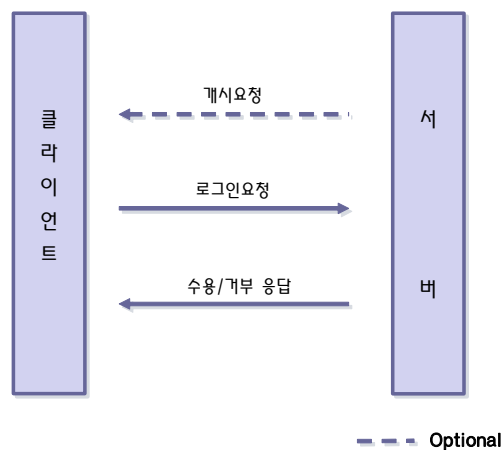 클라이언트
서버
개시요청
로그인요청
수용/거부 응답
Optional